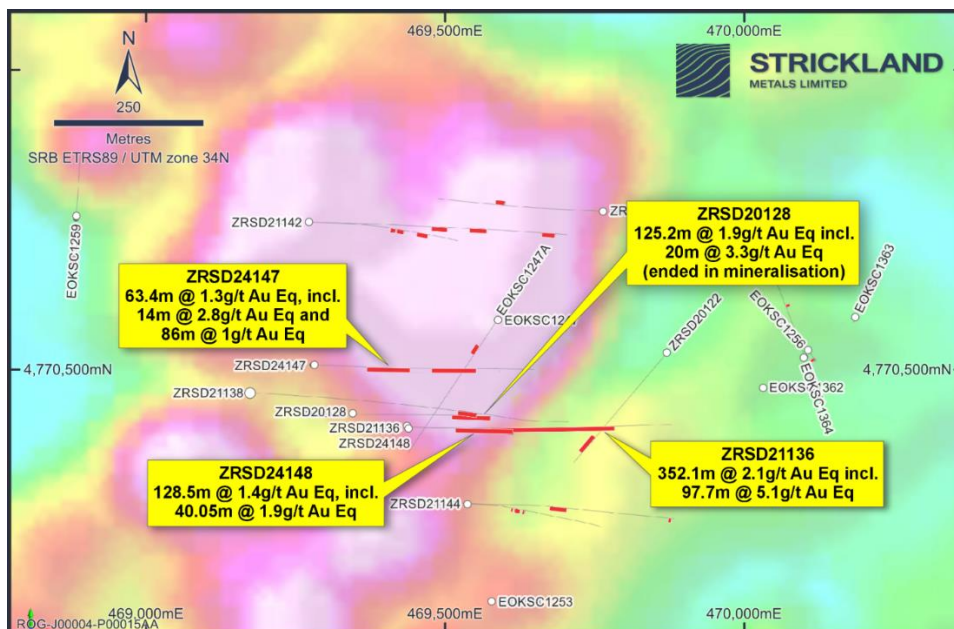 469,500mE
470,000mE
N
250
Metres
SRB ETRS89 / UTM zone 34N
STRICKLAND
METALS LIMITED
EOKSC1259
ZRSD21142
EOKSC1247A
ZRSD20128
125.2m @ 1.9g/t Au Eq incl.
20m @ 3.3g/t Au Eq
(ended in mineralisation)
EOKSC1363
ZRSD24147
63.4m @ 1.3g/t Au Eq, incl.
14m @ 2.8g/t Au Eq and
86m @ 1g/t Au Eq
ZRSD20122
EOKSC1256
4,770,500mN
ZRSD24147
4,770,500mN
ZRSD21138
EOKSC1364
ZRSD20128
ZRSD21136
ZRSD24148
ZRSD24148
128.5m @ 1.4g/t Au Eq, incl.
40.05m @ 1.9g/t Au Eq
ZRSD21136
352.1m @ 2.1g/t Au Eq incl.
97.7m @ 5.1g/t Au Eq
ZRSD21144
EOKSC1253
469,000mE
469,500mE
470,000mE
ROG-J00004-P00015AA